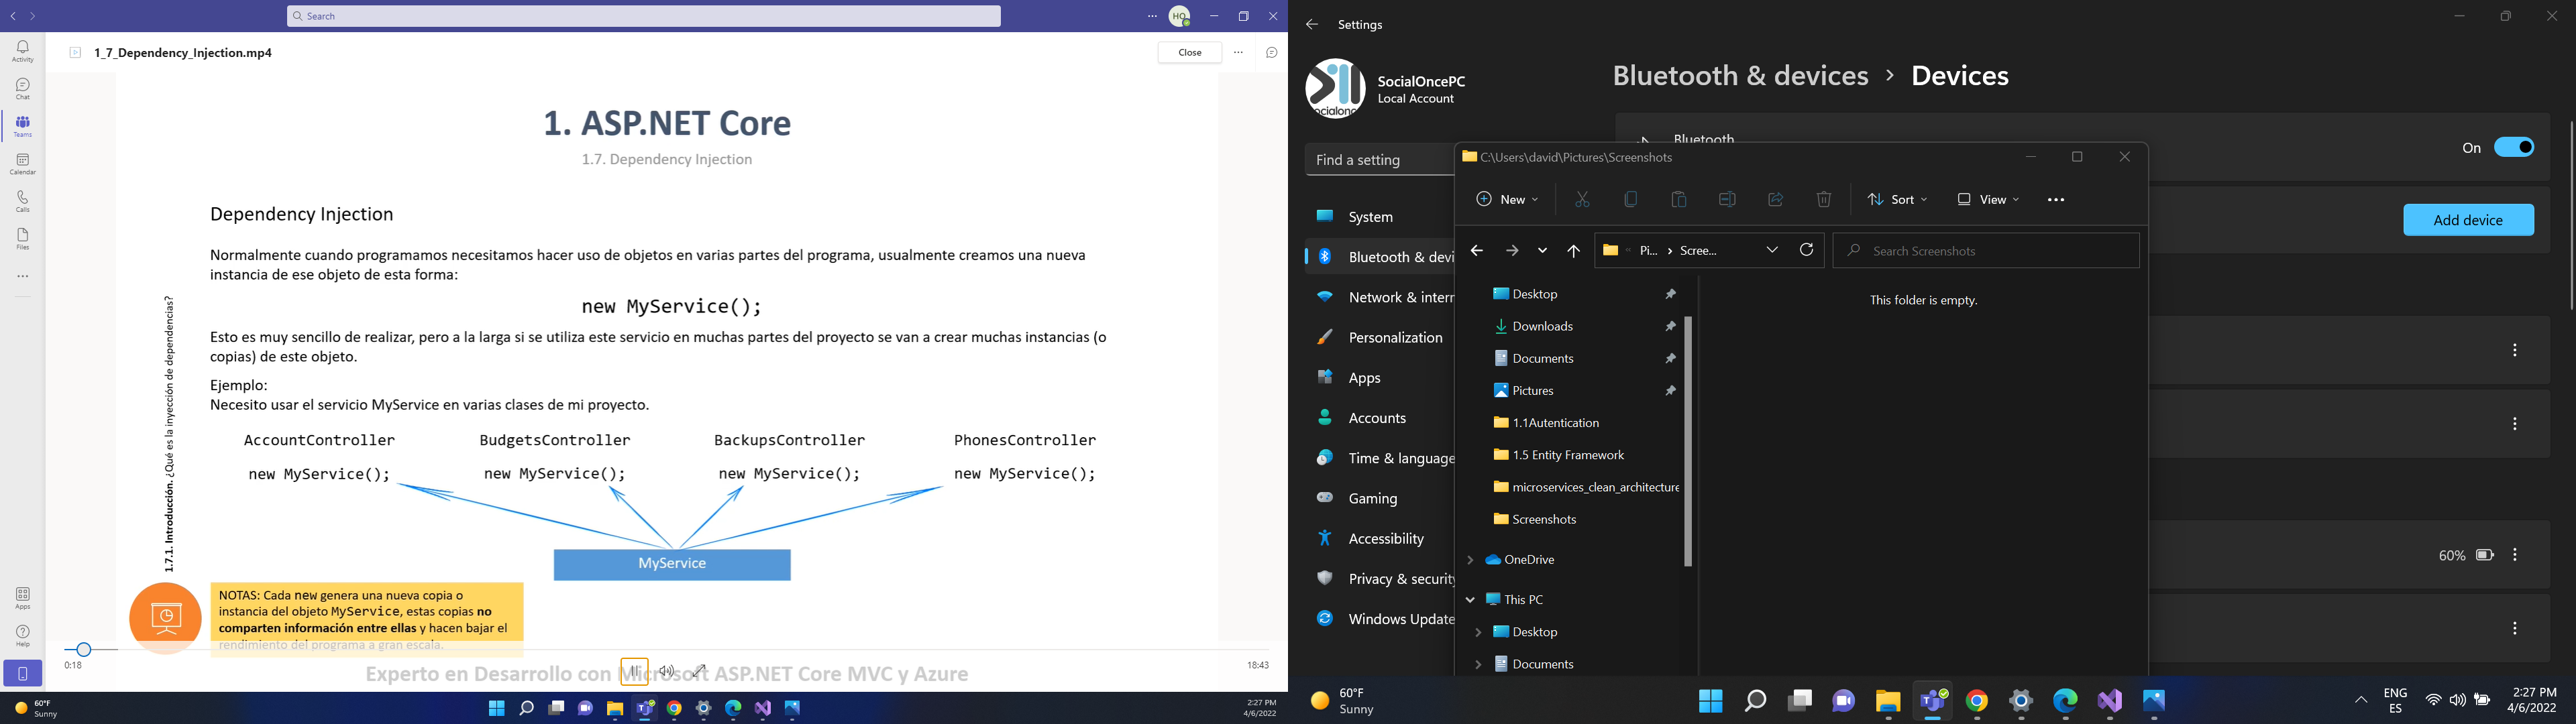 Search
HO
Activity
Chat
Teams
Calendar
Calls
Files
Apps
Help
1_7_Dependency_Injection.mp4
Close
1. ASP.NET Core
1.7. Dependency Injection
1.7.1. Introducción. ¿Qué es la inyección de dependencias?
Dependency Injection
Normalmente cuando programamos necesitamos hacer uso de objetos en varias partes del programa, usualmente creamos una nueva
instancia de ese objeto de esta forma:
new MyService();
Esto es muy sencillo de realizar, pero a la larga si se utiliza este servicio en muchas partes del proyecto se van a crear muchas instancias (o
copias) de este objeto.
Ejemplo:
Necesito usar el servicio MyService en varias clases de mi proyecto.
AccountController BudgetsController BackupsController PhonesController
new MyService(); new MyService(); new MyService(); new MyService();
MyService
NOTAS: Cada new genera una nueva copia o
instancia del objeto MyService, estas copias no
comparten información entre ellas y hacen bajar el
rendimiento del programa a gran escala.
0:18
18:43
Experto en Desarrollo con Microsoft ASP.NET Core MVC y Azure
60°F
Sunny
2:27 PM
4/6/2022
Settings
SocialOncePC
Local Account
ocialonc
Find a setting
System
Bluetooth & devi
Network & intern
Personalization
Apps
Accounts
Time & language
Gaming
Accessibility
Privacy & security
Windows Update
Bluetooth & devices > Devices
Bluetooth
On
Add device
60%
C:\Users\david\Pictures\Screenshots
New
Sort
View
Pi... > Scree...
Search Screenshots
Desktop
Downloads
Documents
Pictures
1.1Autentication
1.5 Entity Framework
microservices_clean_architecture
Screenshots
OneDrive
This PC
Desktop
Documents
This folder is empty.
60°F
Sunny
ENG
ES
2:27 PM
4/6/2022